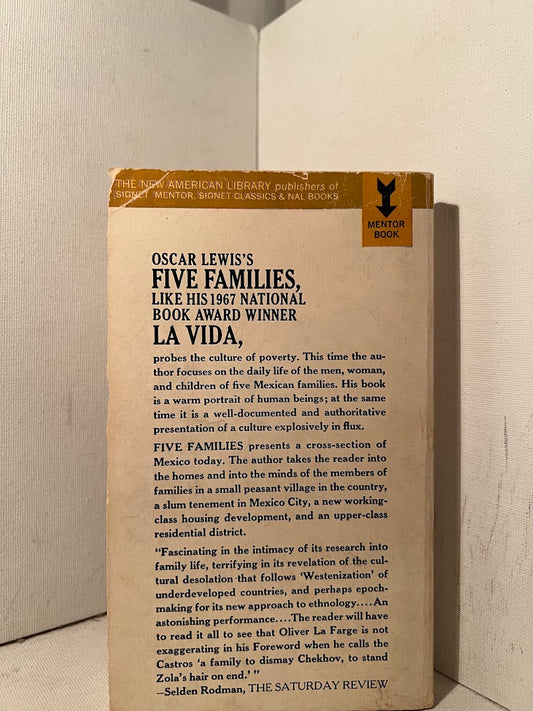 THE NEW AMERICAN LIBRARY publishers of
SIGNET, MENTOR, SIGNET CLASSICS & NAL BOOKS
MENTOR
BOOK
OSCAR LEWIS'S
FIVE FAMILIES,
LIKE HIS 1967 NATIONAL
BOOK AWARD WINNER
LA VIDA,
probes the culture of poverty. This time the au-
thor focuses on the daily life of the men, woman,
and children of five Mexican families. His book
is a warm portrait of human beings; at the same
time it is a well-documented and authoritative
presentation of a culture explosively in flux.
FIVE FAMILIES presents a cross-section of
Mexico today. The author takes the reader into
the homes and into the minds of the members of
families in a small peasant village in the country,
a slum tenement in Mexico City, a new working-
class housing development, and an upper-class
residential district.
"Fascinating in the intimacy of its research into
family life, terrifying in its revelation of the cul-
tural desolation that follows 'Westenization' of
underdeveloped countries, and perhaps epoch-
making for its new approach to ethnology....An
astonishing performance....The reader will have
to read it all to see that Oliver La Farge is not
exaggerating in his Foreword when he calls the
Castros 'a family to dismay Chekhov, to stand
Zola's hair on end.' "
—Selden Rodman, THE SATURDAY REVIEW